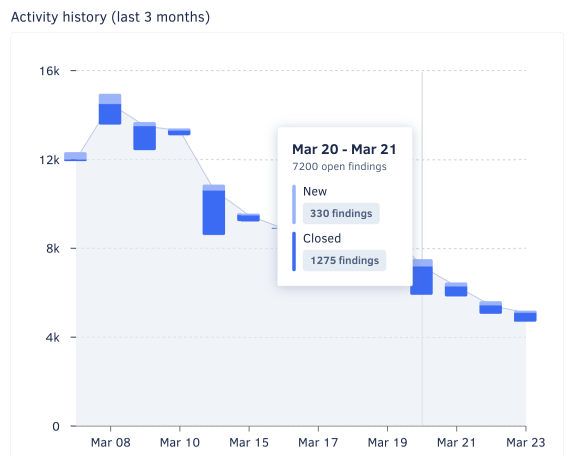 Activity history (last 3 months)
16k
12k
8k
4k
0
Mar 20 - Mar 21
7200 open findings
New
330 findings
Closed
1275 findings
Mar 08
Mar 10
Mar 15
Mar 17
Mar 19
Mar 21
Mar 23